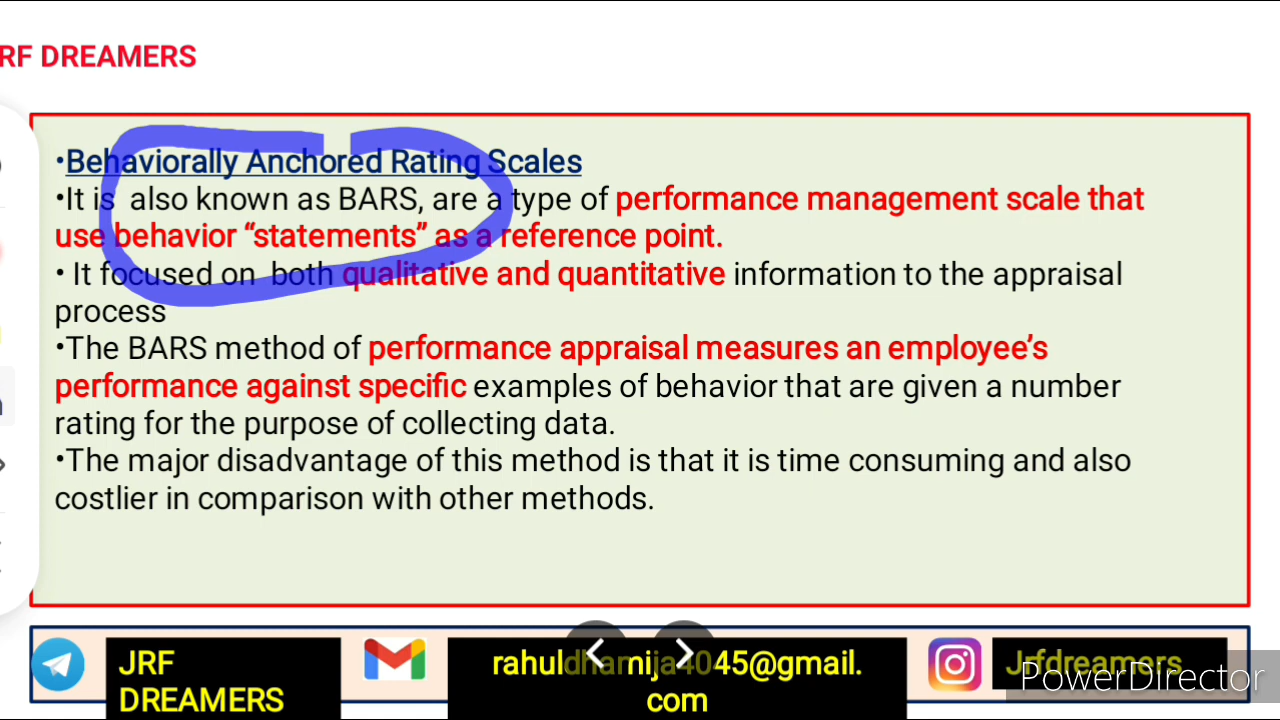 RF DREAMERS
•Behaviorally Anchored Rating Scales
•It is also known as BARS, are a type of performance management scale that
use behavior “statements” as a reference point.
• It focused on both qualitative and quantitative information to the appraisal
process
•The BARS method of performance appraisal measures an employee’s
performance against specific examples of behavior that are given a number
rating for the purpose of collecting data.
•The major disadvantage of this method is that it is time consuming and also
costlier in comparison with other methods.
JRF
DREAMERS
rahuldhamija4045@gmail.
com
Jrfdreamers
PowerDirector